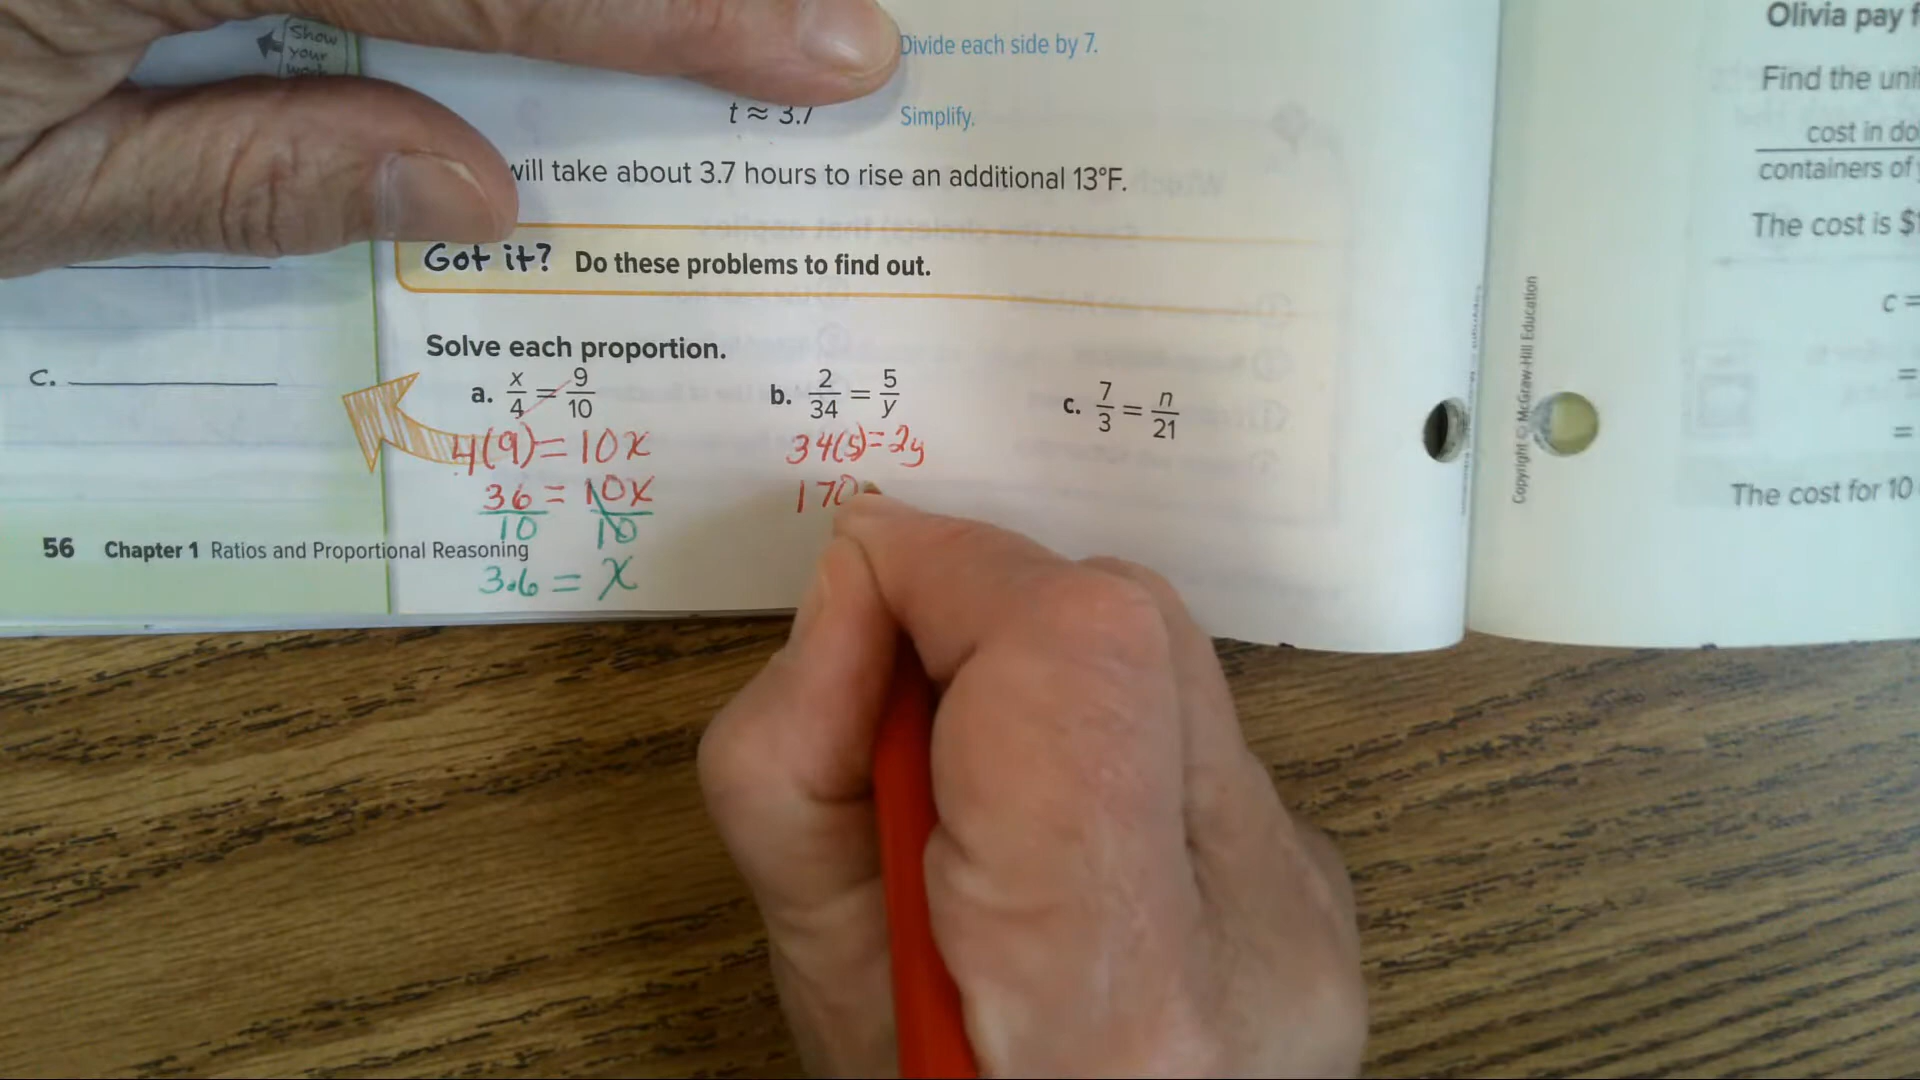 Show
your
work
Divide each side by 7.
t ≈ 3.7
Simplify.
will take about 3.7 hours to rise an additional 13°F.
Got it? Do these problems to find out.
Solve each proportion.
a. x/4 = 9/10
4(9) = 10x
36 = 10x
10 10
3.6 = x
b. 2/34 = 5/y
34(5) = 2y
170
c. 7/3 = n/21
c.
56 Chapter 1 Ratios and Proportional Reasoning
Copyright © McGraw-Hill Education
Olivia pay
Find the
cost in
containers of
The cost is $
c =
=
=
The cost for 10